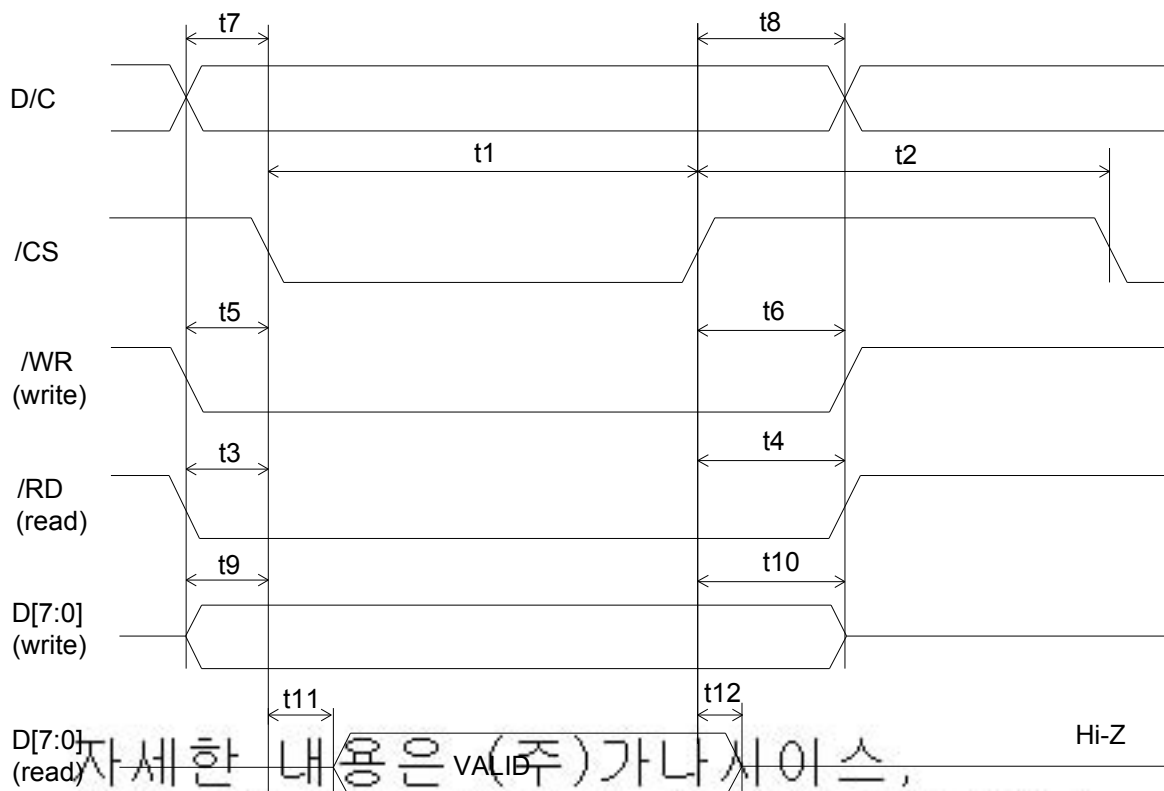 t7 t8
D/C
t1 t2
/CS
t5 t6
/WR
(write)
t3 t4
/RD
(read)
t9 t10
D[7:0]
(write)
t11 t12
D[7:0]
(read)
VALID
Hi-Z
자세한 내용은 (주)가나시이스,